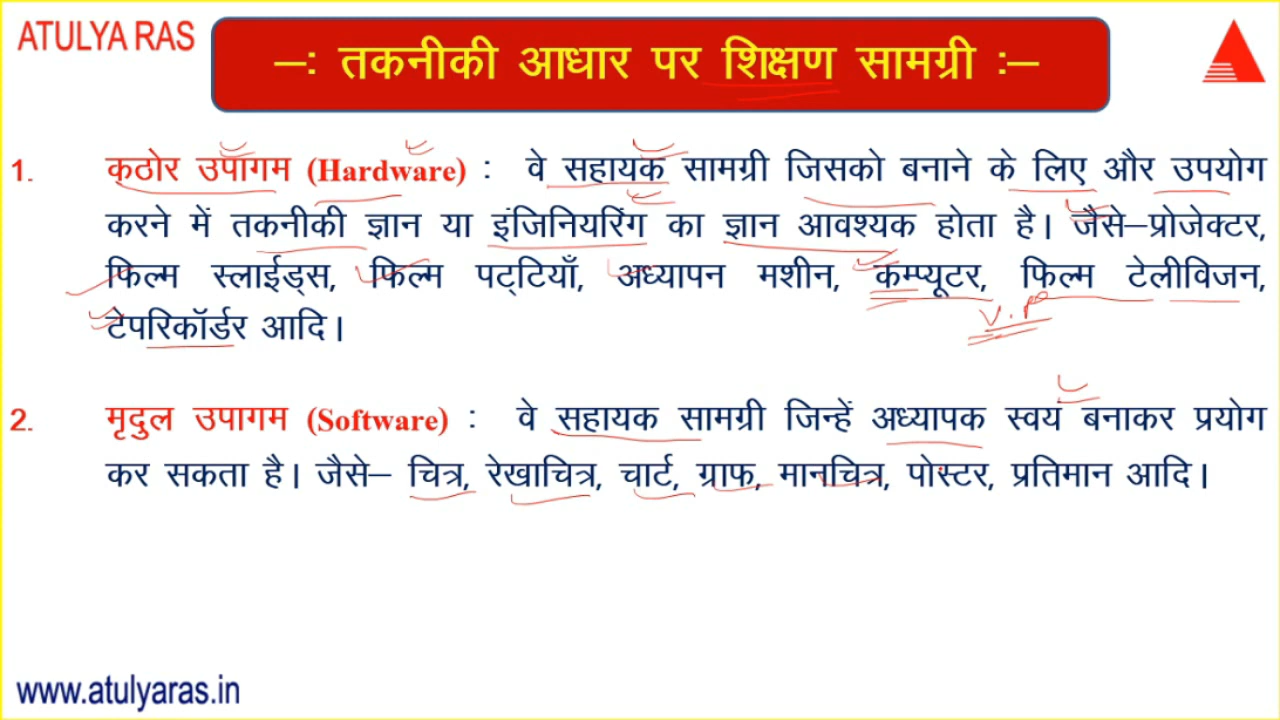 ATULYA RAS
–: तकनीकी आधार पर शिक्षण सामग्री :–
1. कठोर उपागम (Hardware) : वे सहायक सामग्री जिसको बनाने के लिए और उपयोग
करने में तकनीकी ज्ञान या इंजिनियरिंग का ज्ञान आवश्यक होता है। जैसे–प्रोजेक्टर,
फिल्म स्लाईड्स, फिल्म पट्टियाँ, अध्यापन मशीन, कम्प्यूटर, फिल्म टेलीविजन,
टेपरिकॉर्डर आदि।
V.P
2. मृदुल उपागम (Software) : वे सहायक सामग्री जिन्हें अध्यापक स्वयं बनाकर प्रयोग
कर सकता है। जैसे– चित्र, रेखाचित्र, चार्ट, ग्राफ, मानचित्र, पोस्टर, प्रतिमान आदि।
www.atulyaras.in